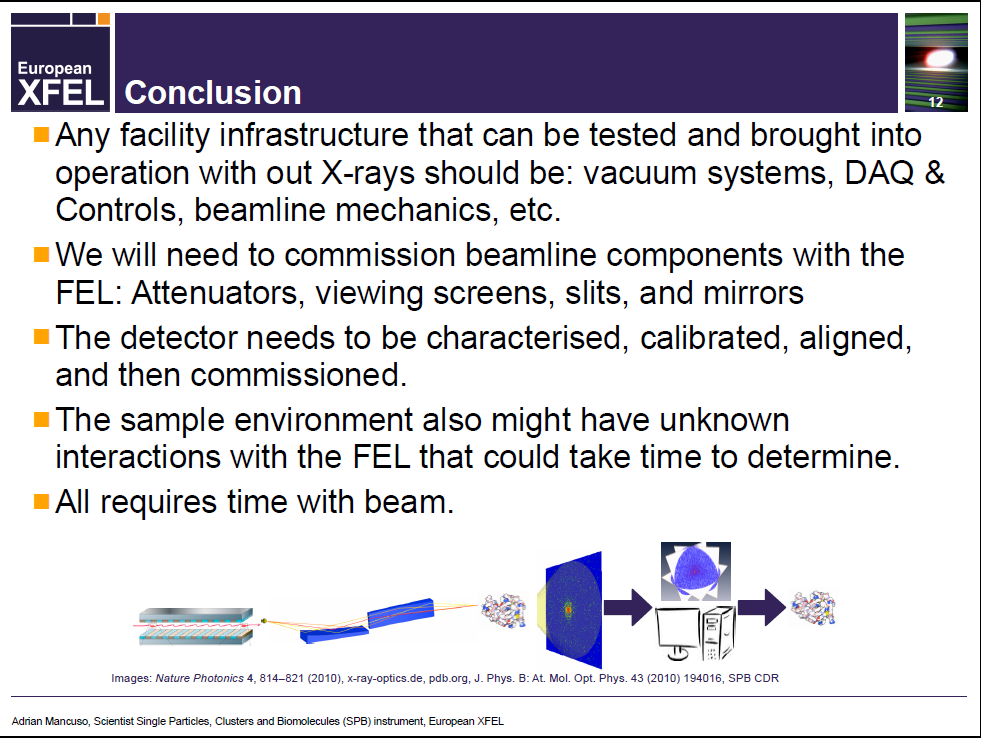 European
XFEL
Conclusion
12
Any facility infrastructure that can be tested and brought into
operation with out X-rays should be: vacuum systems, DAQ &
Controls, beamline mechanics, etc.
We will need to commission beamline components with the
FEL: Attenuators, viewing screens, slits, and mirrors
The detector needs to be characterised, calibrated, aligned,
and then commissioned.
The sample environment also might have unknown
interactions with the FEL that could take time to determine.
All requires time with beam.
Images: Nature Photonics 4, 814–821 (2010), x-ray-optics.de, pdb.org, J. Phys. B: At. Mol. Opt. Phys. 43 (2010) 194016, SPB CDR
Adrian Mancuso, Scientist Single Particles, Clusters and Biomolecules (SPB) instrument, European XFEL